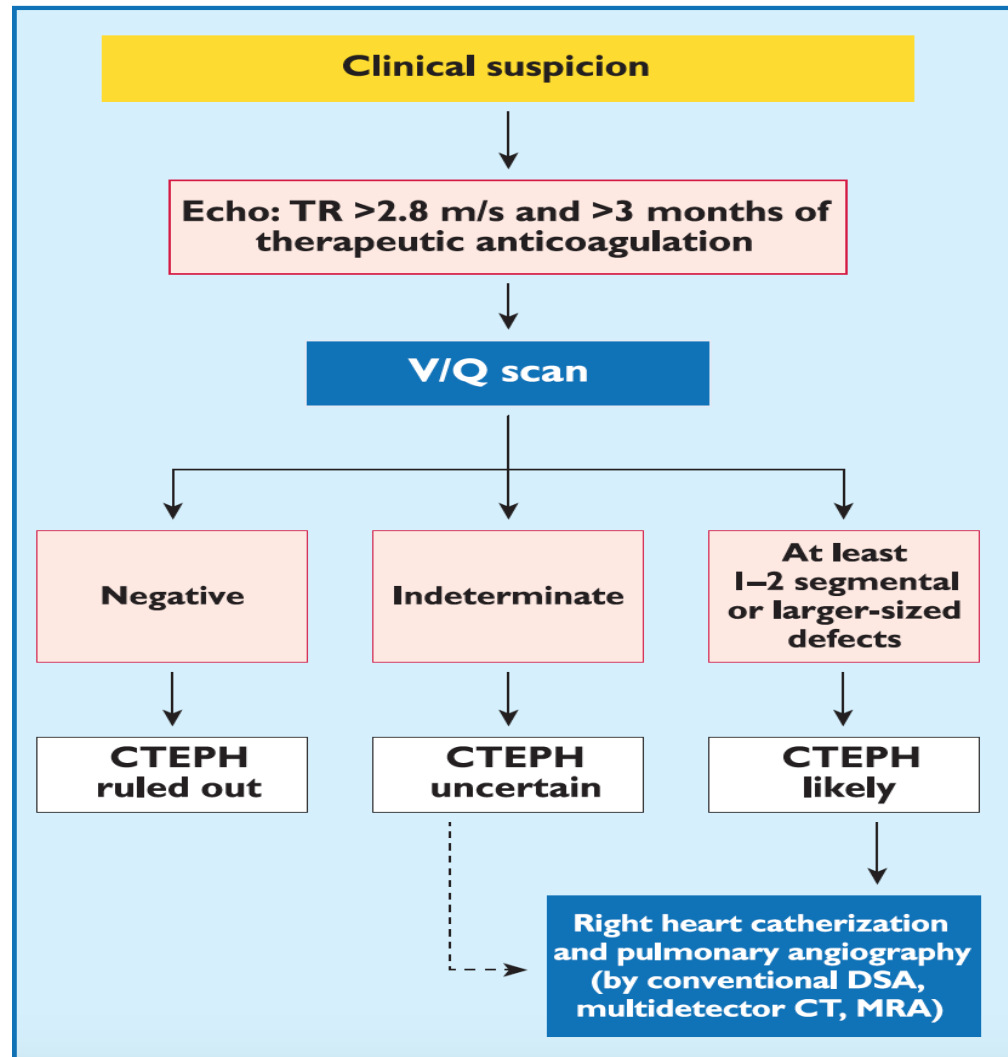 Clinical suspicion
Echo: TR >2.8 m/s and >3 months of
therapeutic anticoagulation
V/Q scan
Negative
Indeterminate
At least
1–2 segmental
or larger-sized
defects
CTEPH
ruled out
CTEPH
uncertain
CTEPH
likely
Right heart catherization
and pulmonary angiography
(by conventional DSA,
multidetector CT, MRA)